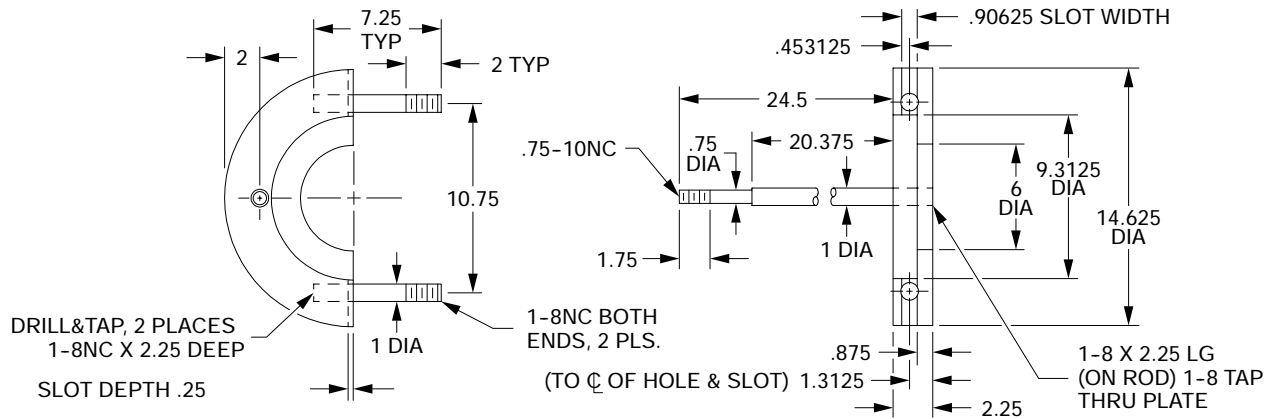 7.25
TYP
2
2 TYP
10.75
DRILL&TAP, 2 PLACES
1-8NC X 2.25 DEEP
SLOT DEPTH .25
1 DIA
1-8NC BOTH
ENDS, 2 PLS.
.90625 SLOT WIDTH
.453125
24.5
20.375
.75-10NC
.75
DIA
1.75
1 DIA
6
DIA
9.3125
DIA
14.625
DIA
.875
(TO ℄ OF HOLE & SLOT) 1.3125
2.25
1-8 X 2.25 LG
(ON ROD) 1-8 TAP
THRU PLATE